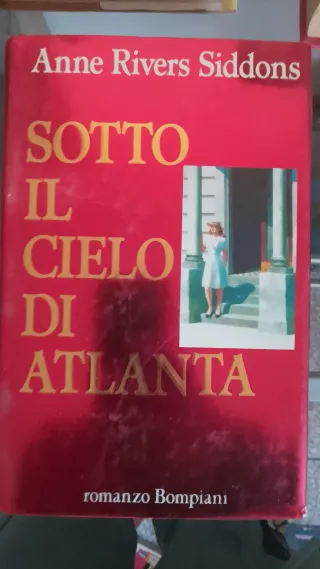 Anne Rivers Siddons
SOTTO
IL
CIELO
DI
ATLANTA
romanzo Bompiani